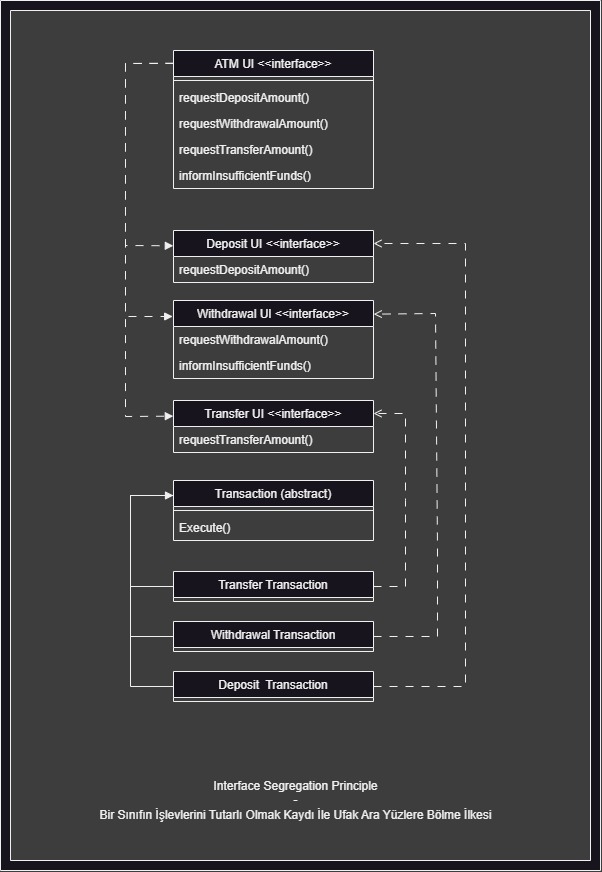 ATM UI <<interface>>
requestDepositAmount()
requestWithdrawalAmount()
requestTransferAmount()
informInsufficientFunds()
Deposit UI <<interface>>
requestDepositAmount()
Withdrawal UI <<interface>>
requestWithdrawalAmount()
informInsufficientFunds()
Transfer UI <<interface>>
requestTransferAmount()
Transaction (abstract)
Execute()
Transfer Transaction
Withdrawal Transaction
Deposit  Transaction
Interface Segregation Principle
-
Bir Sınıfın İşlevlerini Tutarlı Olmak Kaydı İle Ufak Ara Yüzlere Bölme İlkesi